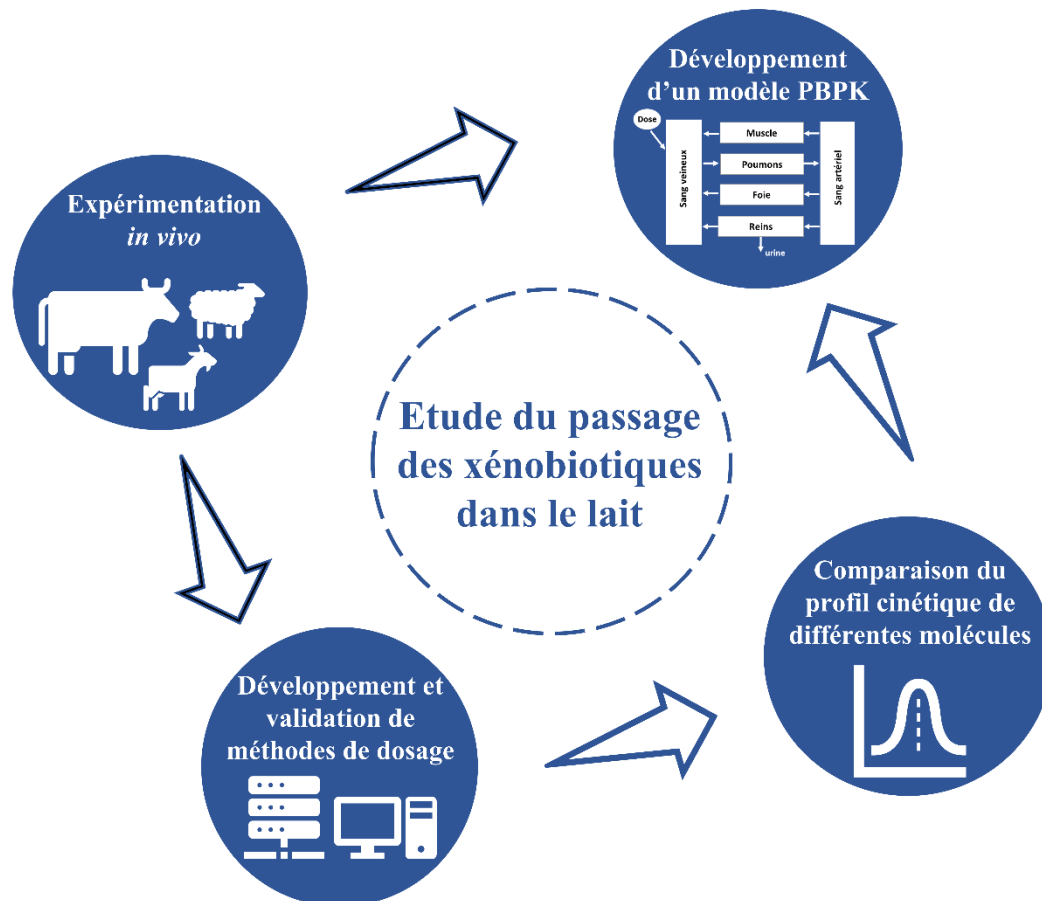 Développement
d'un modèle PBPK
Dose
Sang veineux
Muscle
Poumons
Foie
Reins
urine
Sang artériel
Expérimentation
in vivo
Etude du passage
des xénobiotiques
dans le lait
Comparaison du
profil cinétique de
différentes molécules
Développement et
validation de
méthodes de dosage